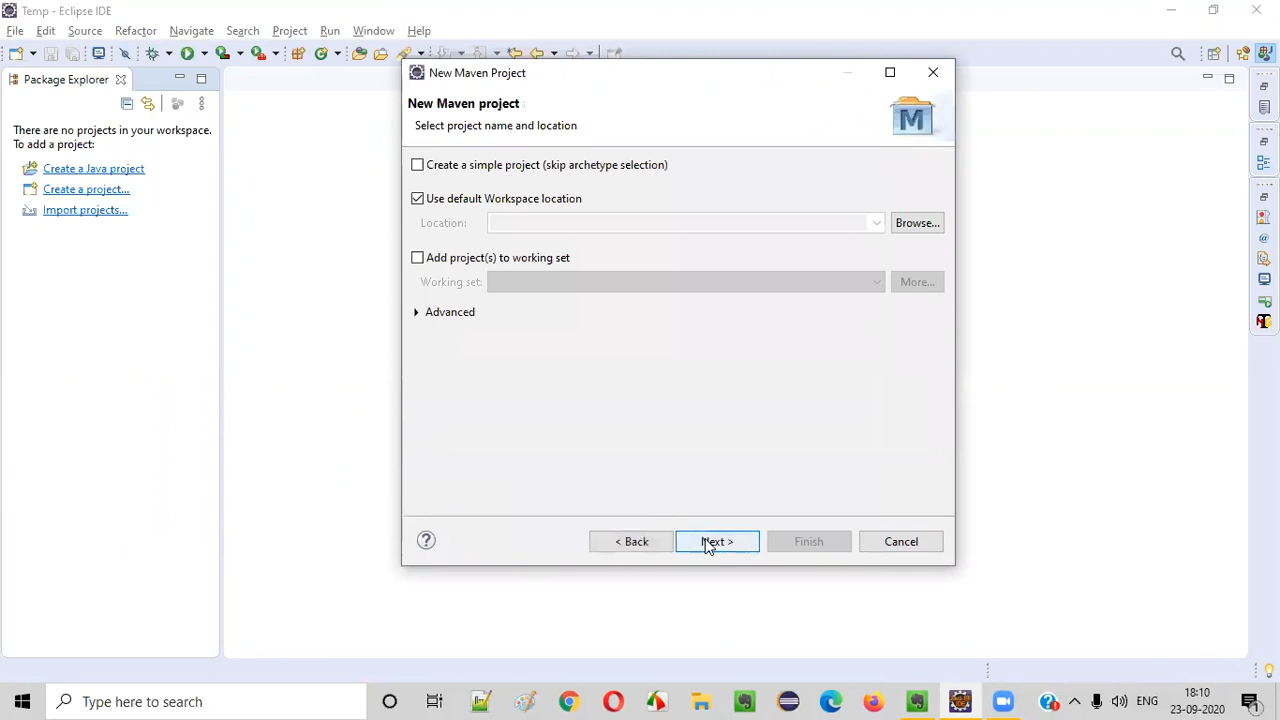 Temp - Eclipse IDE
File Edit Source Refactor Navigate Search Project Run Window Help
Package Explorer
There are no projects in your workspace.
To add a project:
Create a Java project
Create a project...
Import projects...
New Maven Project
New Maven project
Select project name and location
M
Create a simple project (skip archetype selection)
Use default Workspace location
Location:
Browse...
Add project(s) to working set
Working set:
More...
Advanced
< Back
Next >
Finish
Cancel
Type here to search
ENG
18:10
23-09-2020